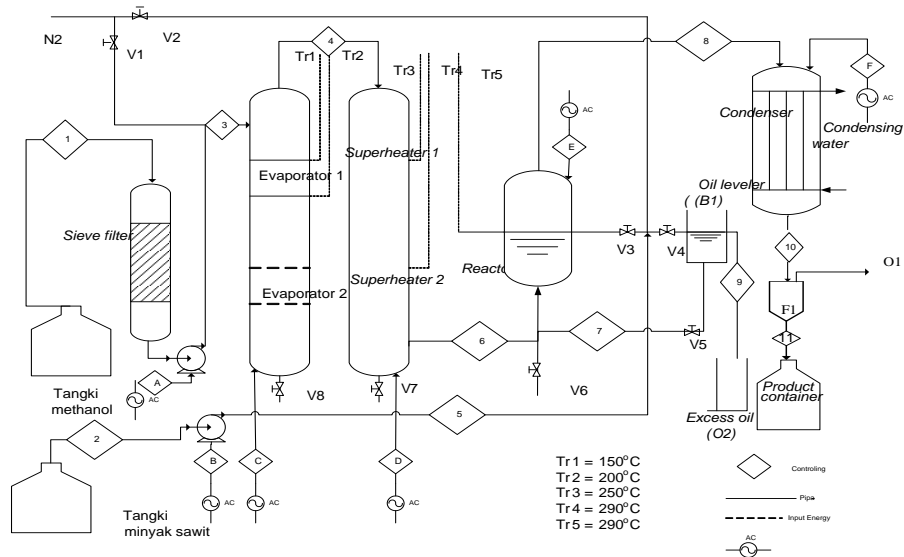 N2
V1
V2
1
Sieve filter
Tangki
methanol
A
AC
2
Tangki
minyak sawit
B
AC
3
4
Tr1
Tr2
Evaporator 1
Evaporator 2
V8
C
AC
5
Tr3
Superheater 1
Superheater 2
V7
D
AC
Tr4
Tr5
AC
E
Reacto
6
7
V6
V3
V4
V5
8
Oil leveler
( (B1)
9
Excess oil
(O2)
Condenser
F
AC
Condensing
water
10
O1
F1
11
Product
container
Tr1 = 150°C
Tr2 = 200°C
Tr3 = 250°C
Tr4 = 290°C
Tr5 = 290°C
Controling
Pipa
Input Energy
AC